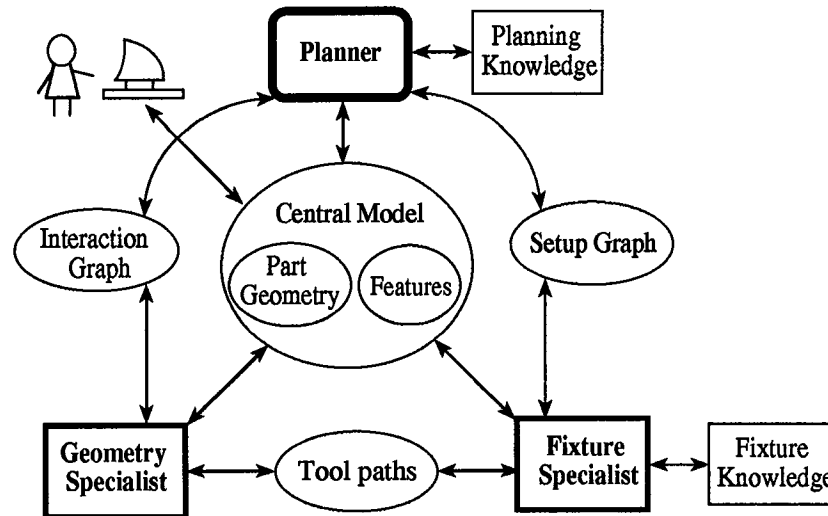 Planner
Planning
Knowledge
Central Model
Interaction
Graph
Part
Geometry
Features
Setup Graph
Geometry
Specialist
Tool paths
Fixture
Specialist
Fixture
Knowledge